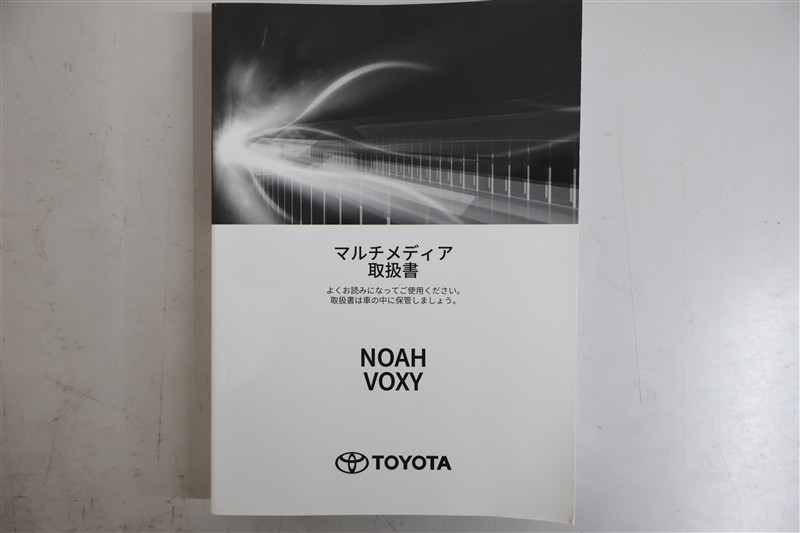 マルチメディア
取扱書
よくお読みになってご使用ください。
取扱書は車の中に保管しましょう。
NOAH
VOXY
TOYOTA